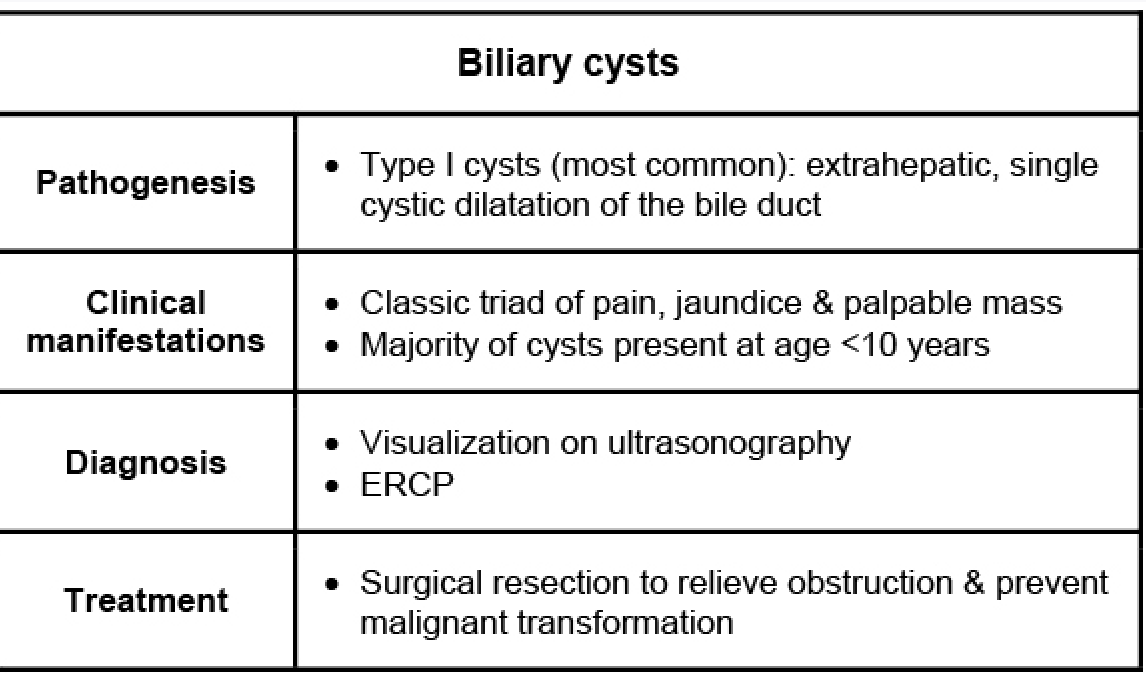 Biliary cysts
Pathogenesis
• Type I cysts (most common): extrahepatic, single
cystic dilatation of the bile duct
Clinical
manifestations
• Classic triad of pain, jaundice & palpable mass
• Majority of cysts present at age <10 years
Diagnosis
• Visualization on ultrasonography
• ERCP
Treatment
• Surgical resection to relieve obstruction & prevent
malignant transformation